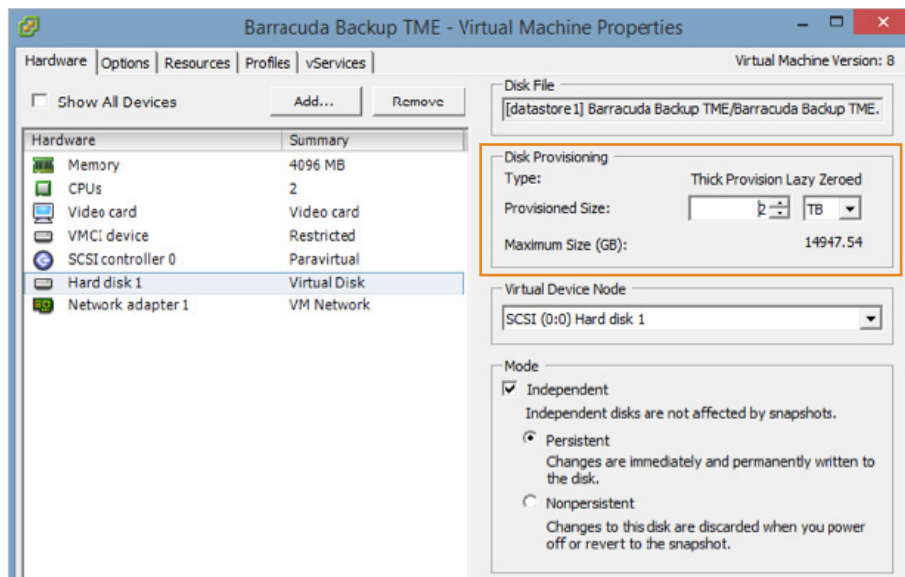 Barracuda Backup TME - Virtual Machine Properties
Hardware Options Resources Profiles vServices
Virtual Machine Version: 8
Show All Devices
Add...
Remove
Hardware Summary
Memory 4096 MB
CPUs 2
Video card Video card
VMCI device Restricted
SCSI controller 0 Paravirtual
Hard disk 1 Virtual Disk
Network adapter 1 VM Network
Disk File
[datastore1] Barracuda Backup TME/Barracuda Backup TME.
Disk Provisioning
Type: Thick Provision Lazy Zeroed
Provisioned Size: 2 TB
Maximum Size (GB): 14947.54
Virtual Device Node
SCSI (0:0) Hard disk 1
Mode
Independent
Independent disks are not affected by snapshots.
Persistent
Changes are immediately and permanently written to
the disk.
Nonpersistent
Changes to this disk are discarded when you power
off or revert to the snapshot.